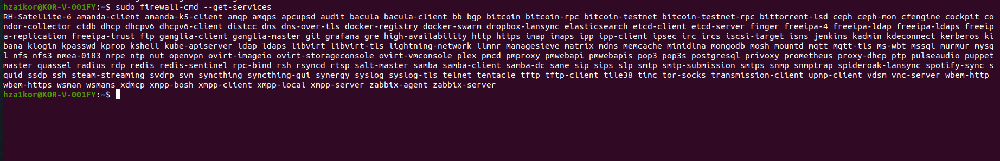 hza1kor@KOR-V-001FY:~$ sudo firewall-cmd --get-services
RH-Satellite-6 amanda-client amanda-k5-client amqp amqps apcupsd audit bacula bacula-client bb bgp bitcoin bitcoin-rpc bitcoin-testnet bitcoin-testnet-rpc bittorrent-lsd ceph ceph-mon cfengine cockpit co
ndor-collector ctdb dhcp dhcpv6 dhcpv6-client distcc dns dns-over-tls docker-registry docker-swarm dropbox-lansync elasticsearch etcd-client etcd-server finger freeipa-4 freeipa-ldap freeipa-ldaps freeip
a-replication freeipa-trust ftp ganglia-client ganglia-master git grafana gre high-availability http https imap imaps ipp ipp-client ipsec irc ircs iscsi-target isns jenkins kadmin kdeconnect kerberos ki
bana klogin kpasswd kprop kshell kube-apiserver ldap ldaps libvirt libvirt-tls lightning-network llmnr managesieve matrix mdns memcache minidlna mongodb mosh mountd mqtt mqtt-tls ms-wbt mssql murmur mysq
l nfs nfs3 nmea-0183 nrpe ntp nut openvpn ovirt-imageio ovirt-storageconsole ovirt-vmconsole plex pmcd pmproxy pmwebapi pmwebapis pop3 pop3s postgresql privoxy prometheus proxy-dhcp ptp pulseaudio puppet
master quassel radius rdp redis redis-sentinel rpc-bind rsh rsyncd rtsp salt-master samba samba-client samba-dc sane sip sips slp smtp smtp-submission smtps snmp snmptrap spideroak-lansync spotify-sync s
quid ssdp ssh steam-streaming svdrp svn syncthing syncthing-gui synergy syslog syslog-tls telnet tentacle tftp tftp-client tile38 tinc tor-socks transmission-client upnp-client vdsm vnc-server wbem-http
wbem-https wsman wsmans xdmcp xmpp-bosh xmpp-client xmpp-local xmpp-server zabbix-agent zabbix-server
hza1kor@KOR-V-001FY:~$